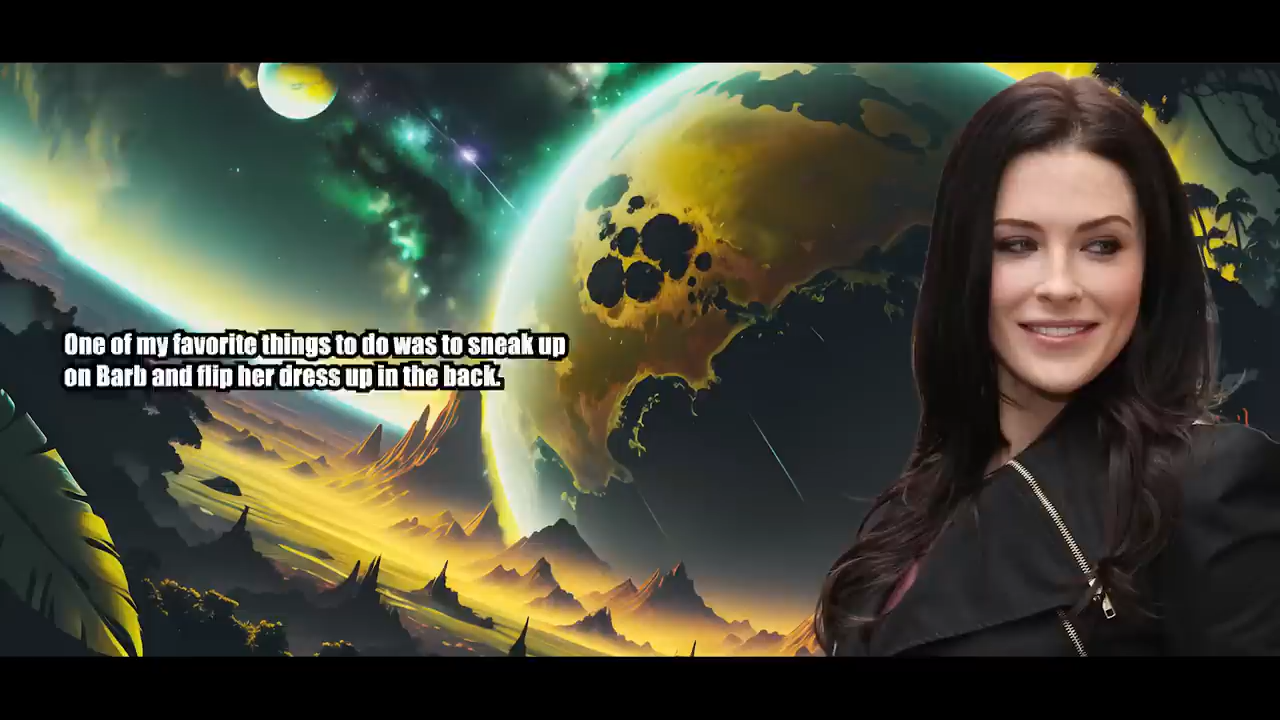 One of my favorite things to do was to sneak up
on Barb and flip her dress up in the back.